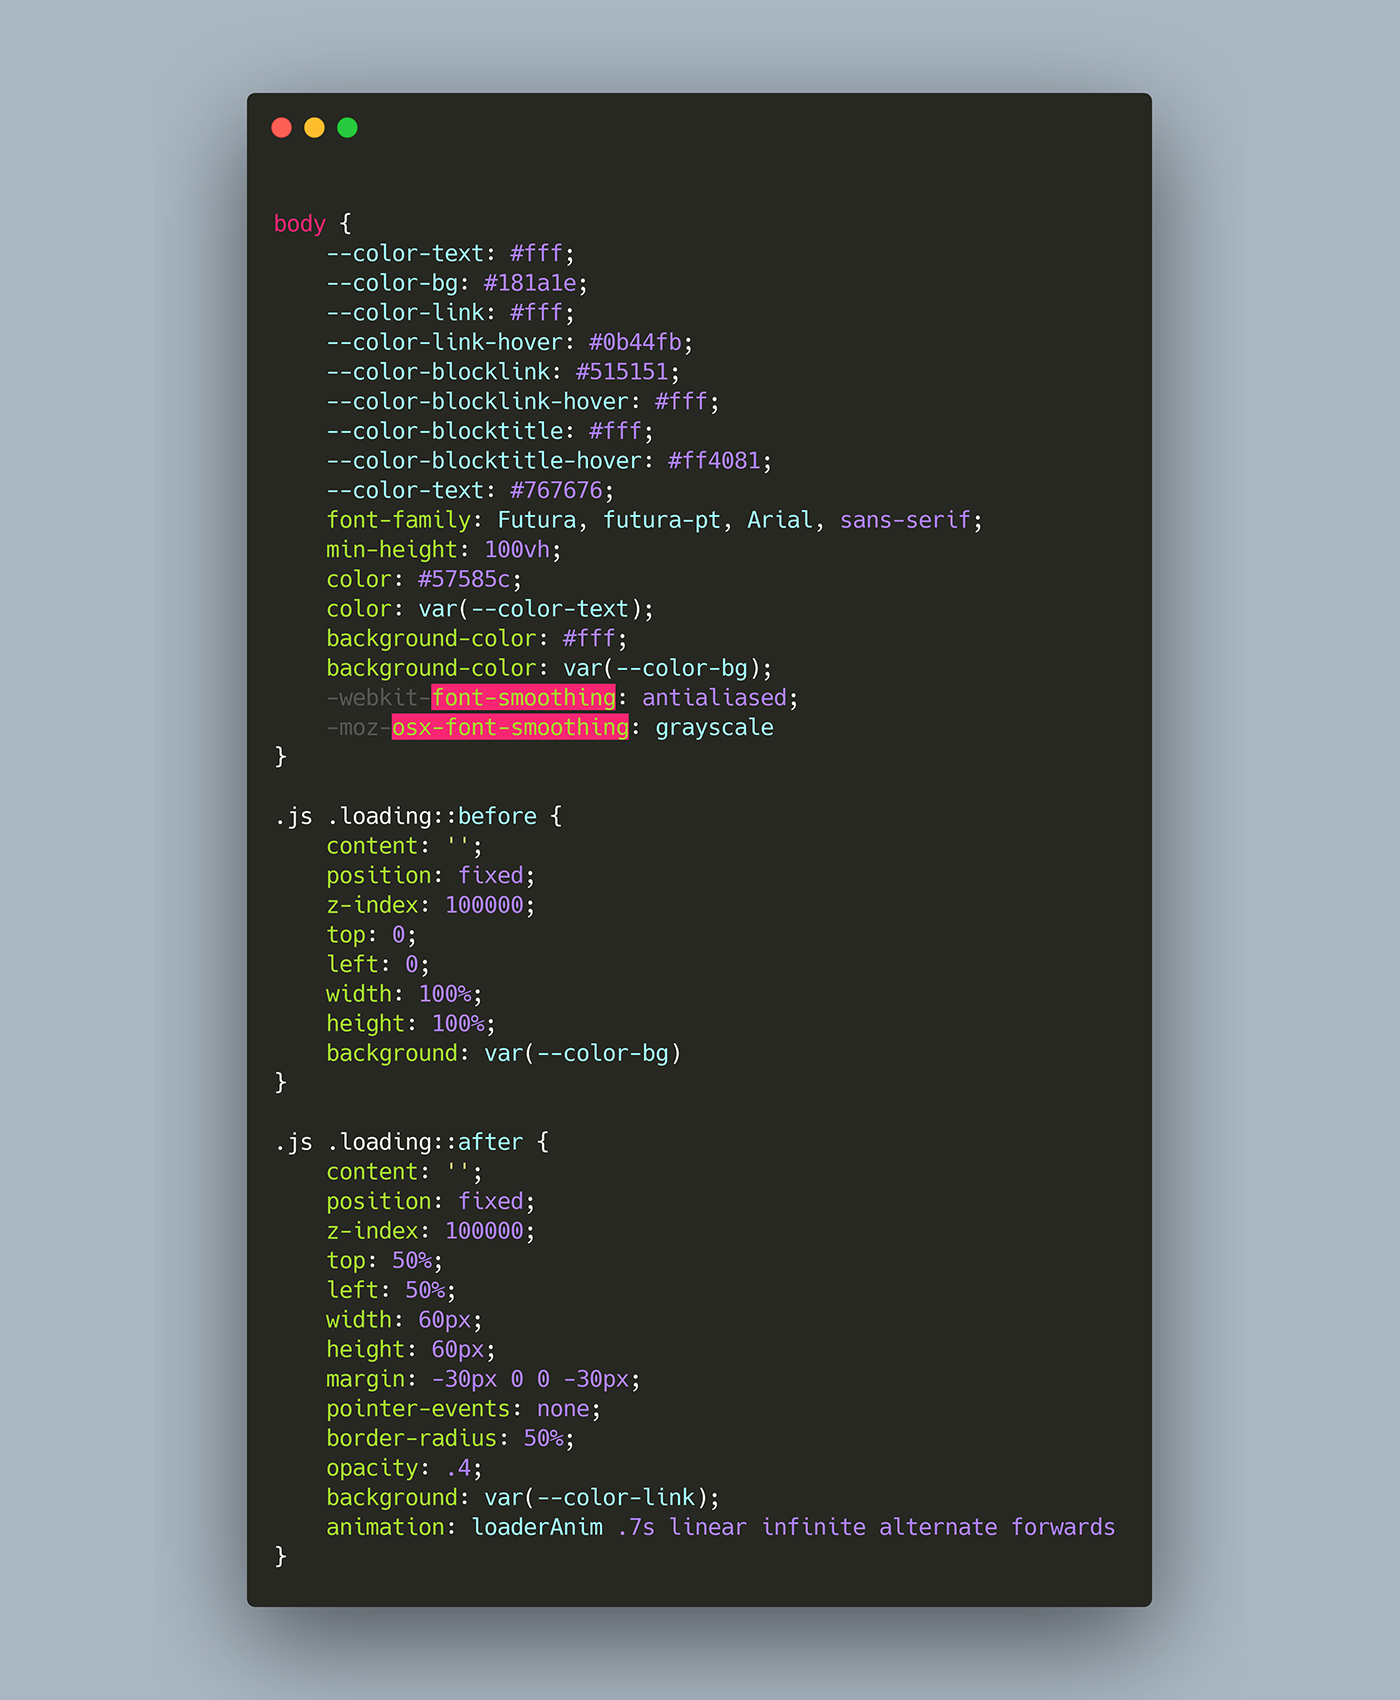 body {
    --color-text: #fff;
    --color-bg: #181a1e;
    --color-link: #fff;
    --color-link-hover: #0b44fb;
    --color-blocklink: #515151;
    --color-blocklink-hover: #fff;
    --color-blocktitle: #fff;
    --color-blocktitle-hover: #ff4081;
    --color-text: #767676;
    font-family: Futura, futura-pt, Arial, sans-serif;
    min-height: 100vh;
    color: #57585c;
    color: var(--color-text);
    background-color: #fff;
    background-color: var(--color-bg);
    -webkit-font-smoothing: antialiased;
    -moz-osx-font-smoothing: grayscale
}

.js .loading::before {
    content: '';
    position: fixed;
    z-index: 100000;
    top: 0;
    left: 0;
    width: 100%;
    height: 100%;
    background: var(--color-bg)
}

.js .loading::after {
    content: '';
    position: fixed;
    z-index: 100000;
    top: 50%;
    left: 50%;
    width: 60px;
    height: 60px;
    margin: -30px 0 0 -30px;
    pointer-events: none;
    border-radius: 50%;
    opacity: .4;
    background: var(--color-link);
    animation: loaderAnim .7s linear infinite alternate forwards
}